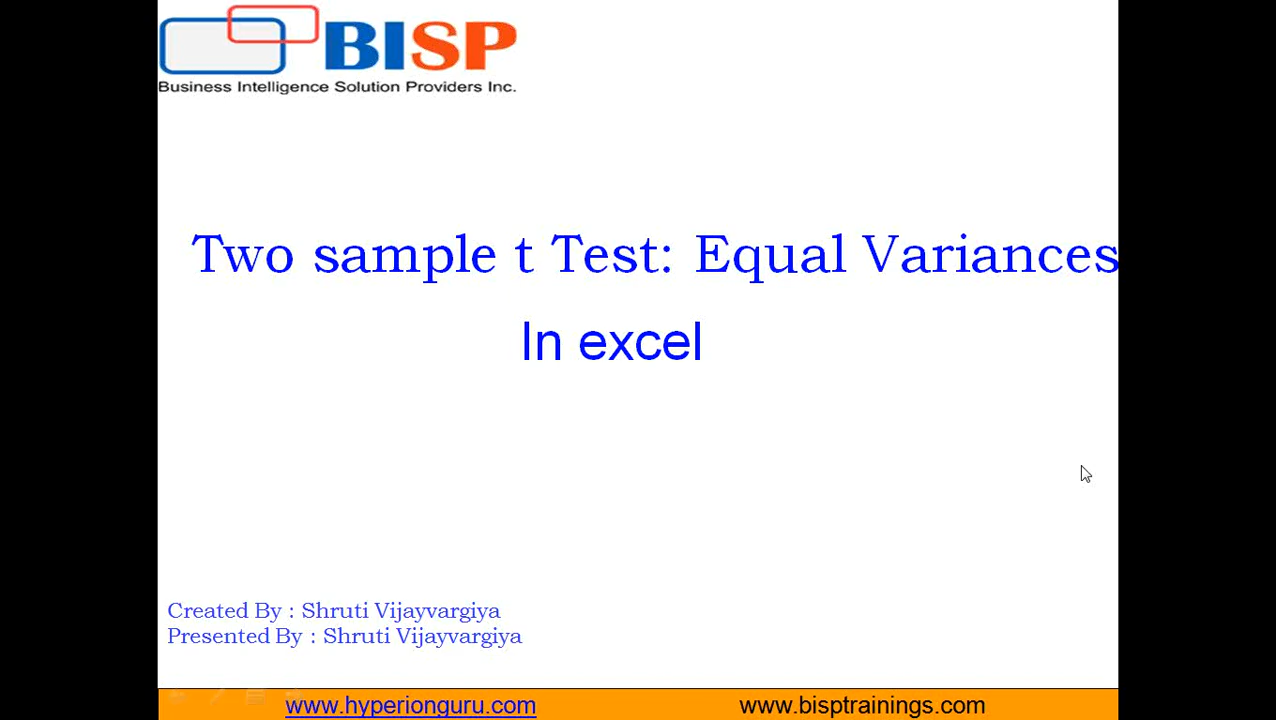 BISP
Business Intelligence Solution Providers Inc.
Two sample t Test: Equal Variances
In excel
Created By : Shruti Vijayvargiya
Presented By : Shruti Vijayvargiya
www.hyperionguru.com www.bisptrainings.com